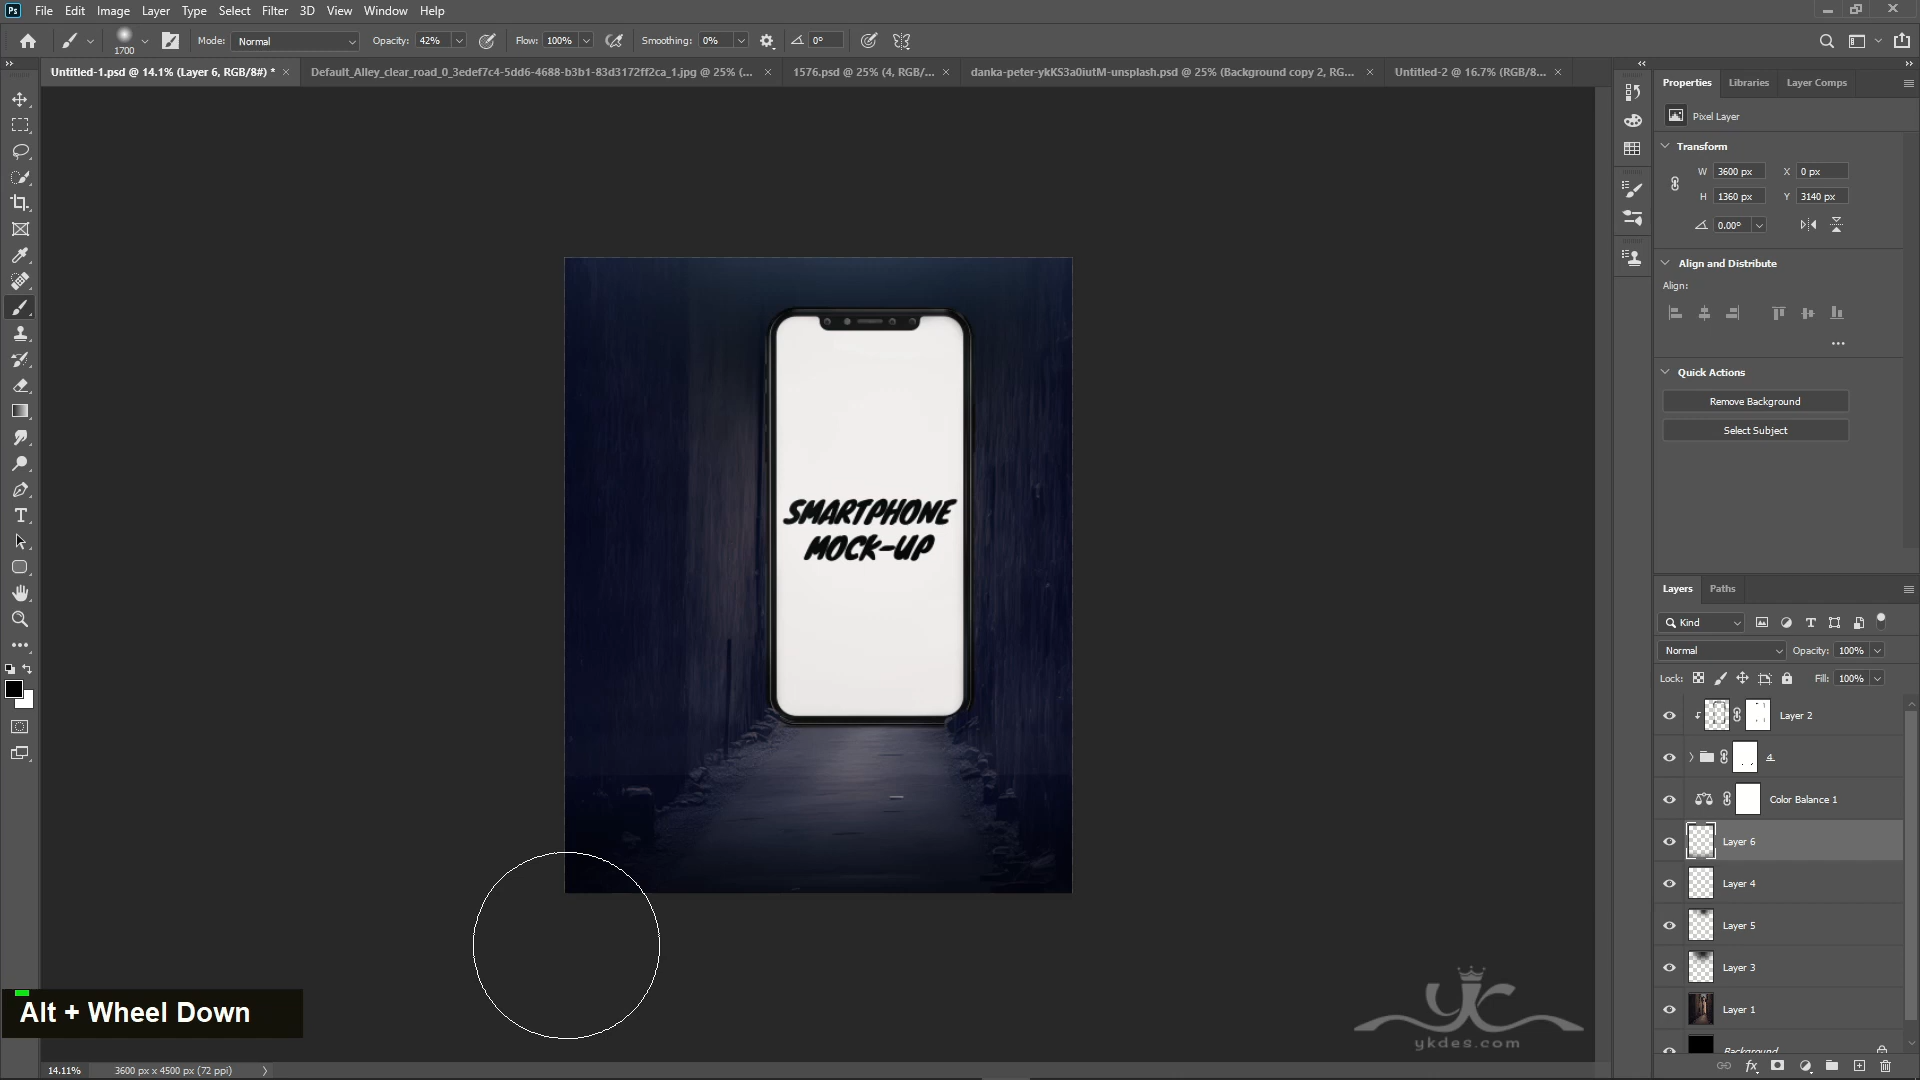 Ps File Edit Image Layer Type Select Filter 3D View Window Help
1700 Mode: Normal Opacity: 42% Flow: 100% Smoothing: 0% 0°
Untitled-1.psd @ 14.1% (Layer 6, RGB/8#) * Default_Alley_clear_road_0_3edef7c4-5dd6-4688-b3b1-83d3172ff2ca_1.jpg @ 25% (... 1576.psd @ 25% (4, RGB/... danka-peter-ykKS3a0iutM-unsplash.psd @ 25% (Background copy 2, RG... Untitled-2 @ 16.7% (RGB/8...
Properties Libraries Layer Comps
Pixel Layer
Transform
W 3600 px X 0 px
H 1360 px Y 3140 px
0.00°
Align and Distribute
Align:
Quick Actions
Remove Background
Select Subject
SMARTPHONE
MOCK-UP
Layers Paths
Kind
Normal Opacity: 100%
Lock: Fill: 100%
Layer 2
4
Color Balance 1
Layer 6
Layer 4
Layer 5
Layer 3
Layer 1
Background
Alt + Wheel Down
yc
ykdes.com
14.11% 3600 px x 4500 px (72 ppi)